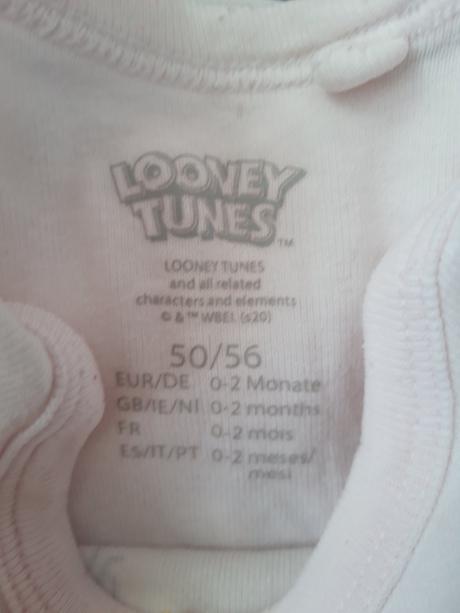 LOONEY
TUNES™
LOONEY TUNES
and all related
characters and elements
© & ™ WBEI. (s20)
50/56
EUR/DE 0-2 Monate
GB/IE/NI 0-2 months
FR 0-2 mois
ES/IT/PT 0-2 meses/
mesi